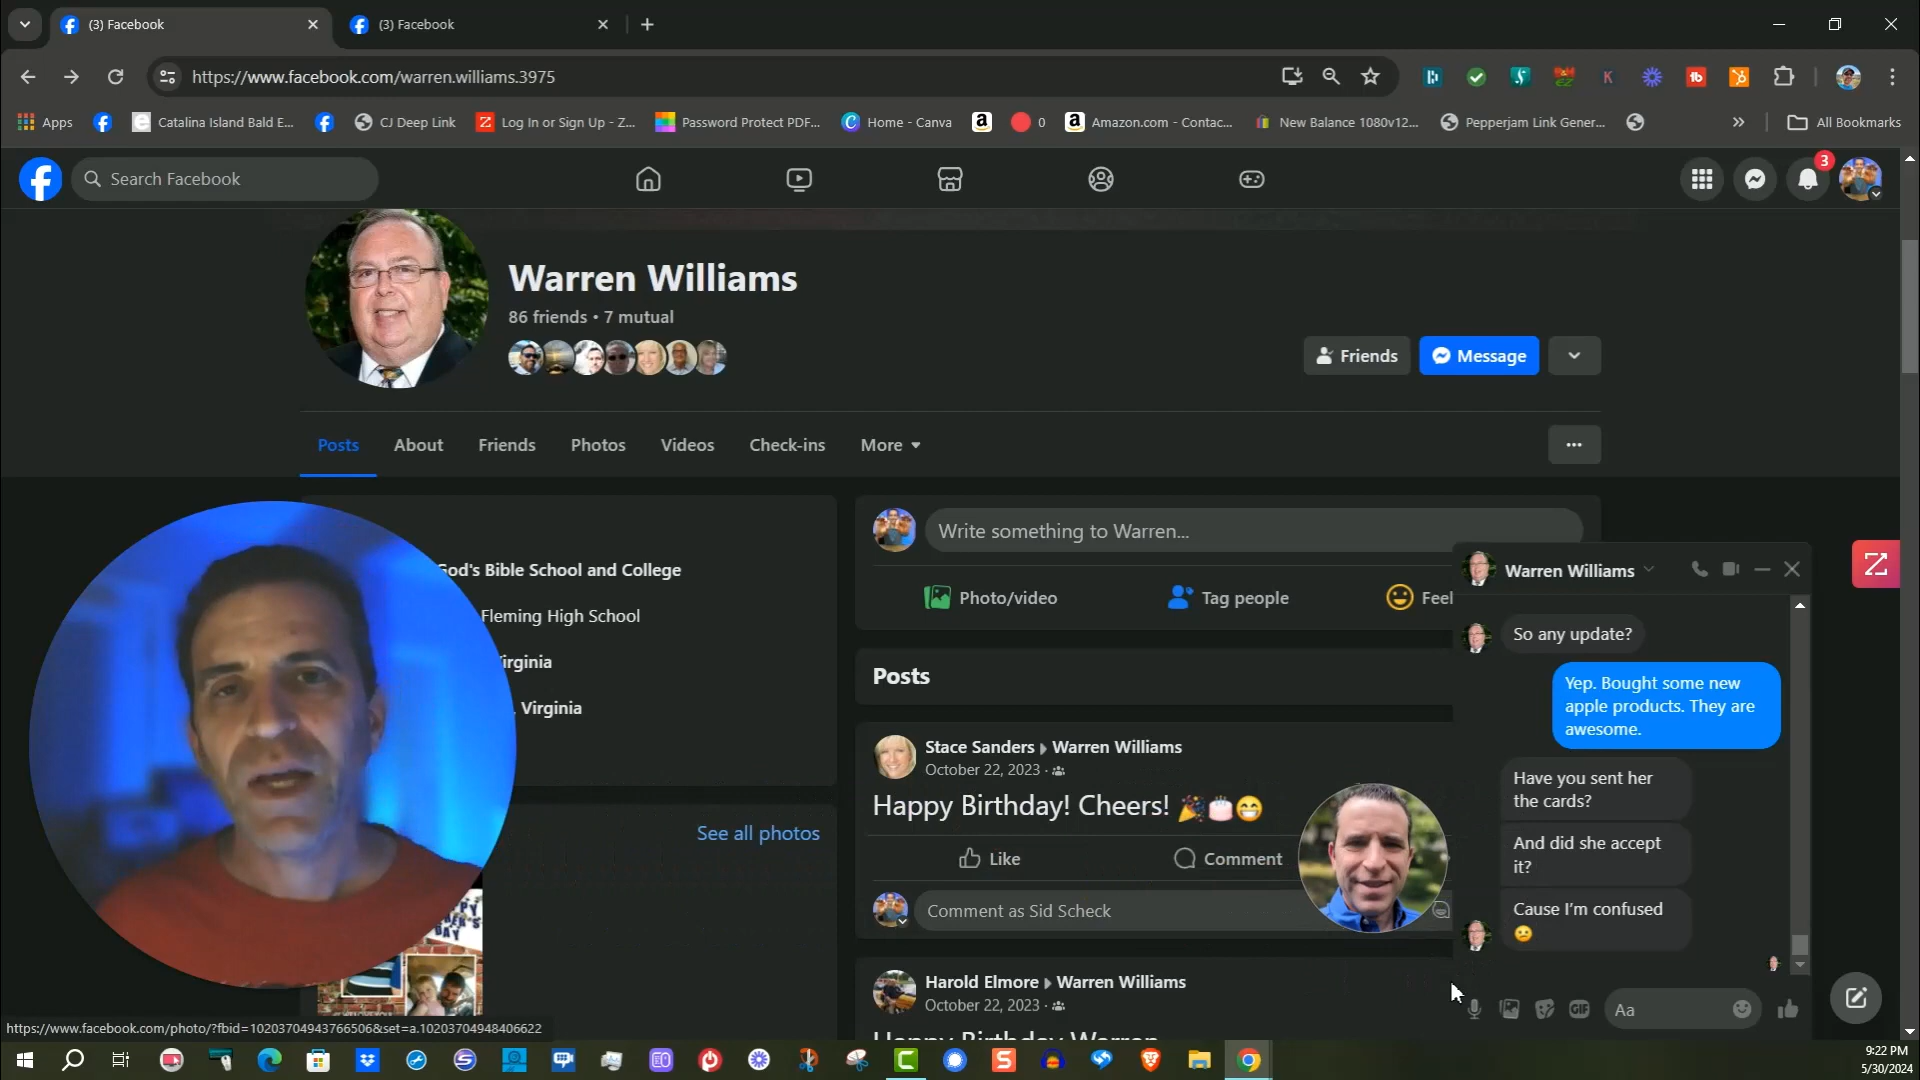 (3) Facebook
(3) Facebook
https://www.facebook.com/warren.williams.3975
Apps
Catalina Island Bald E...
CJ Deep Link
Log In or Sign Up - Z...
Password Protect PDF...
Home - Canva
0
Amazon.com - Contac...
New Balance 1080v12...
Pepperjam Link Gener...
All Bookmarks
Search Facebook
3
Warren Williams
86 friends • 7 mutual
Friends
Message
Posts
About
Friends
Photos
Videos
Check-ins
More
God's Bible School and College
Fleming High School
irginia
, Virginia
See all photos
Write something to Warren...
Photo/video
Tag people
Feel
Posts
Stace Sanders ▸ Warren Williams
October 22, 2023 ·
Happy Birthday! Cheers! 🎉🎂😁
Like
Comment
Comment as Sid Scheck
Harold Elmore ▸ Warren Williams
October 22, 2023 ·
Happy Birthday Warren
Warren Williams
So any update?
Yep. Bought some new
apple products. They are
awesome.
Have you sent her
the cards?
And did she accept
it?
Cause I'm confused
😕
GIF
Aa
DAY
https://www.facebook.com/photo/?fbid=10203704943766506&set=a.10203704948406622
9:22 PM
5/30/2024